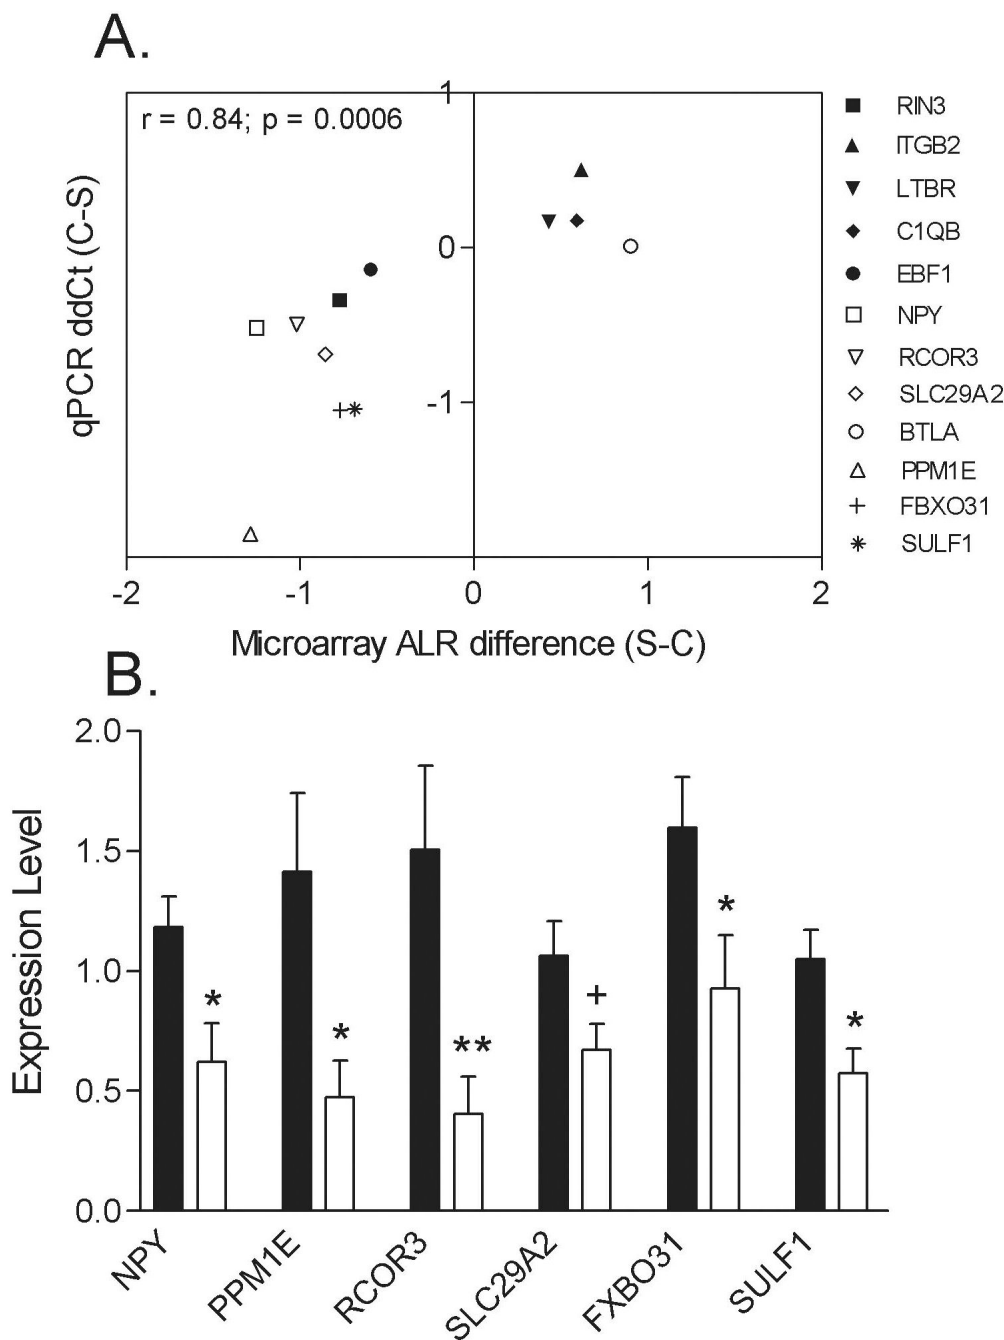 A.
r = 0.84; p = 0.0006
1
0
-1
qPCR ddCt (C-S)
-2
-1
0
1
2
Microarray ALR difference (S-C)
RIN3
ITGB2
LTBR
C1QB
EBF1
NPY
RCOR3
SLC29A2
BTLA
PPM1E
FBXO31
SULF1
B.
Expression Level
2.0
1.5
1.0
0.5
0.0
*
*
**
+
*
*
NPY
PPM1E
RCOR3
SLC29A2
FXBO31
SULF1